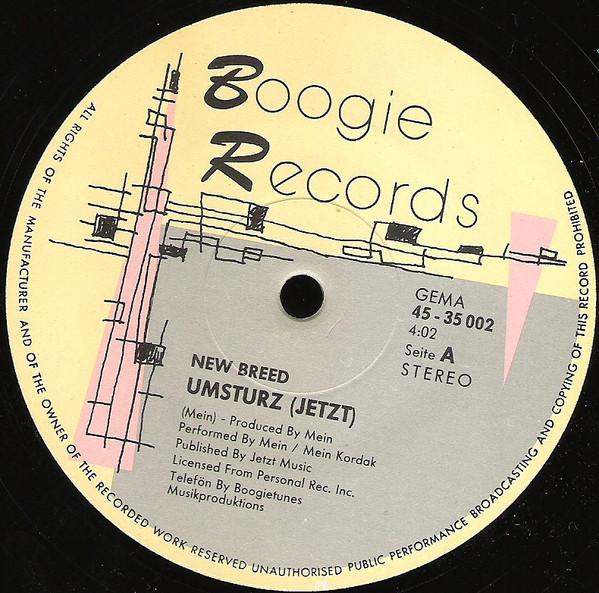 Boogie
Records
GEMA
45-35 002
4:02
Seite A
STEREO
NEW BREED
UMSTURZ (JETZT)
(Mein) - Produced By Mein
Performed By Mein / Mein Kordak
Published By Jetzt Music
Licensed From Personal Rec. Inc.
Telefön By Boogietunes
Musikproduktions
ALL RIGHTS OF THE MANUFACTURER AND OF THE OWNER OF THE RECORDED WORK RESERVED UNAUTHORISED PUBLIC PERFORMANCE BROADCASTING AND COPYING OF THIS RECORD PROHIBITED